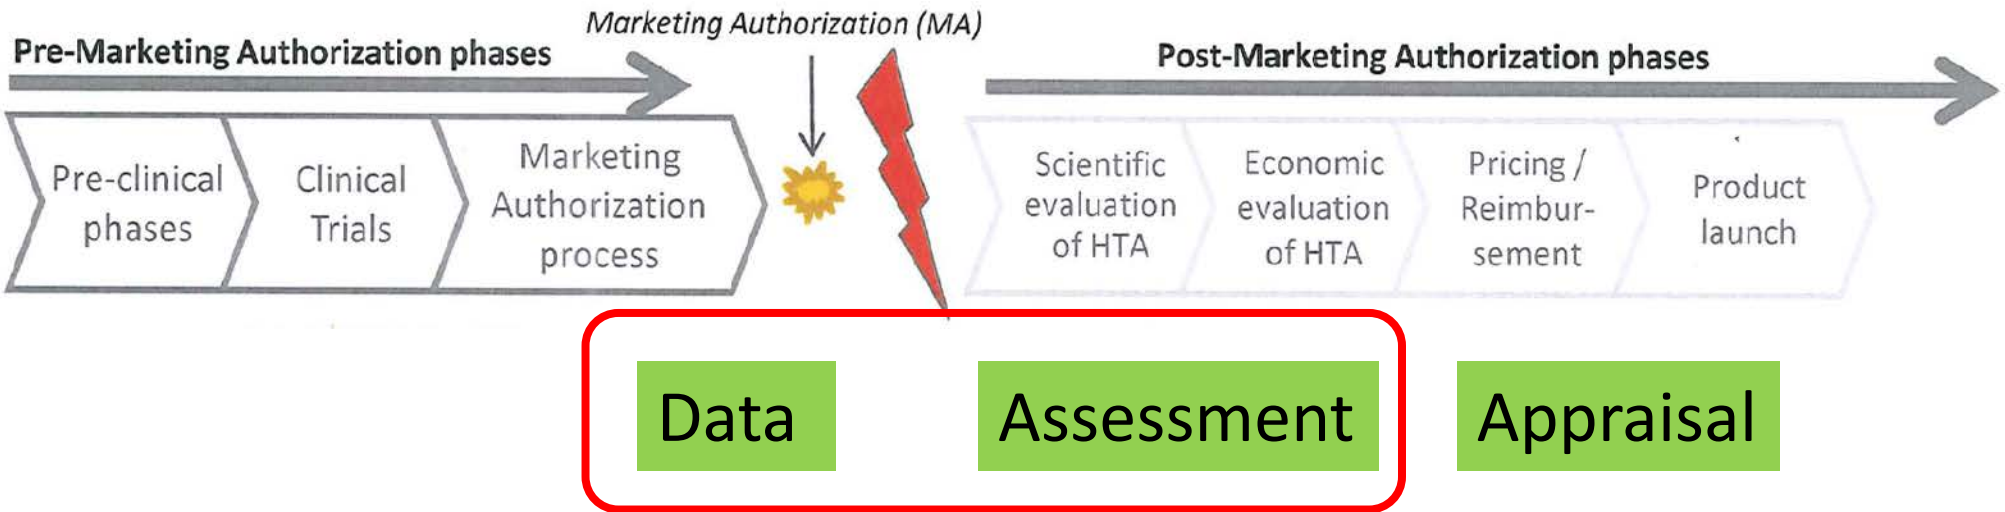 Marketing Authorization (MA)
Pre-Marketing Authorization phases
Post-Marketing Authorization phases
Pre-clinical
phases
Clinical
Trials
Marketing
Authorization
process
Scientific
evaluation
of HTA
Economic
evaluation
of HTA
Pricing /
Reimbur-
sement
Product
launch
Data
Assessment
Appraisal